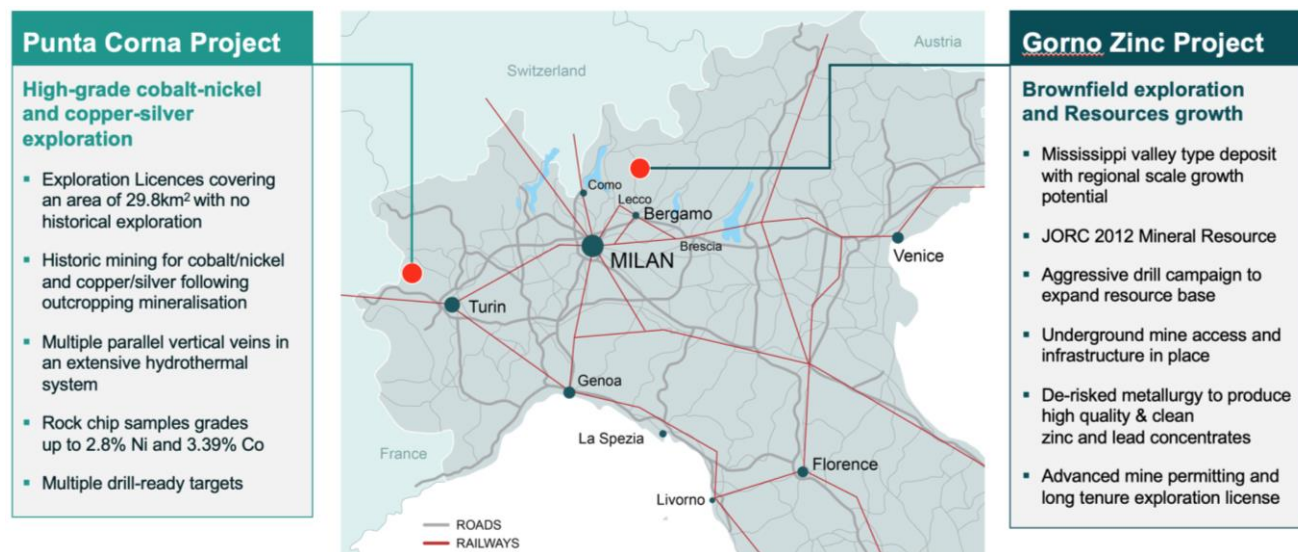 Punta Corna Project
High-grade cobalt-nickel
and copper-silver
exploration
▪ Exploration Licences covering
an area of 29.8km² with no
historical exploration
▪ Historic mining for cobalt/nickel
and copper/silver following
outcropping mineralisation
▪ Multiple parallel vertical veins in
an extensive hydrothermal
system
▪ Rock chip samples grades
up to 2.8% Ni and 3.39% Co
▪ Multiple drill-ready targets
Austria
Switzerland
Como
Lecco
Bergamo
Brescia
MILAN
Venice
Turin
Genoa
La Spezia
France
Florence
Livorno
ROADS
RAILWAYS
Gorno Zinc Project
Brownfield exploration
and Resources growth
▪ Mississippi valley type deposit
with regional scale growth
potential
▪ JORC 2012 Mineral Resource
▪ Aggressive drill campaign to
expand resource base
▪ Underground mine access and
infrastructure in place
▪ De-risked metallurgy to produce
high quality & clean
zinc and lead concentrates
▪ Advanced mine permitting and
long tenure exploration license